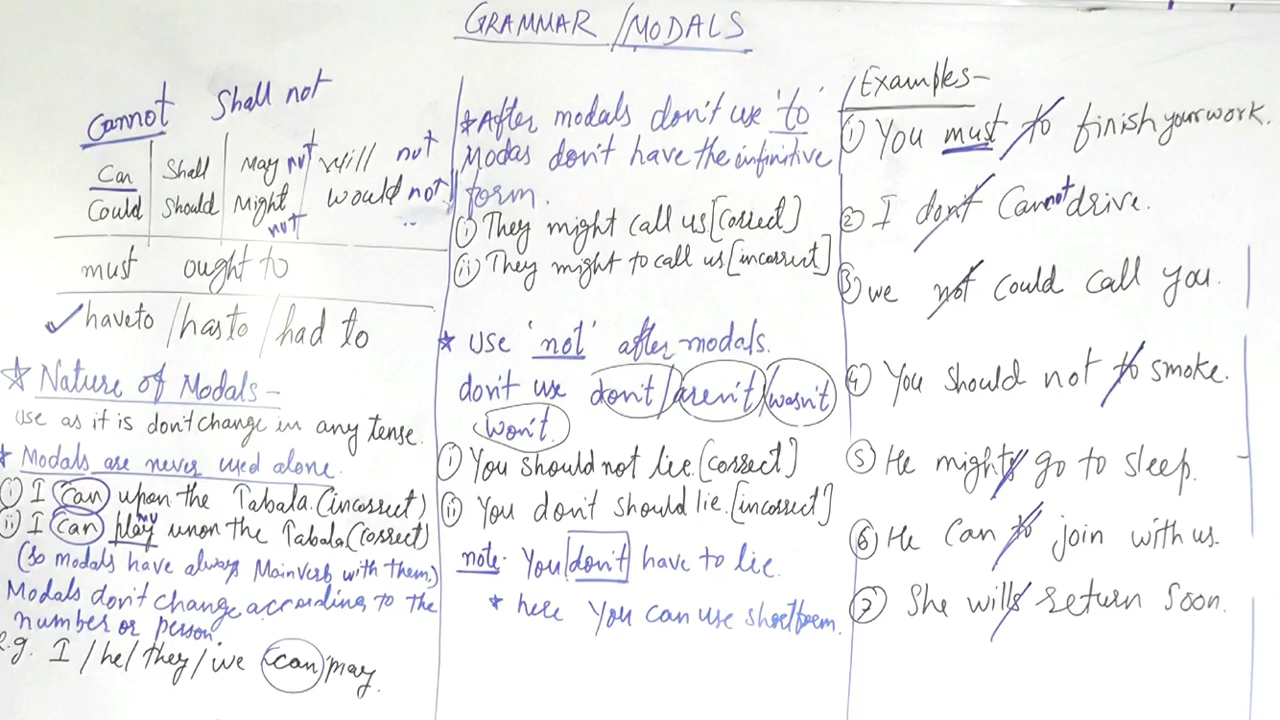 GRAMMAR /MODALS
Cannot Shall not
Can Shall May not Will not
Could Should Might not would not
must ought to
haveto /hasto/ had to
Nature of Modals-
use as it is don't change in any tense.
Modals are never used alone.
i) I can upon the Tabala.(incorrect)
ii) I can play upon the Tabala(correct)
(So modals have always Mainverb with them.)
Modals don't change according to the
number or person.
e.g. I /he/they/we can/may.
*After modals don't use 'to'
Modas don't have the infinitive
form.
i) They might call us[correct]
ii) They might to call us[incorrect]
* Use 'not' after modals.
don't use don't/aren't/wasn't
won't.
i) You should not lie.[correct]
ii) You don't should lie.[incorrect]
note. You don't have to lie.
* here You can use shortform.
Examples-
1) You must to finish your work.
2) I don't Cannot drive.
3) we not could call you.
4) You should not to smoke.
5) He mights go to sleep.
6) He Can to join with us.
7) She wills return soon.